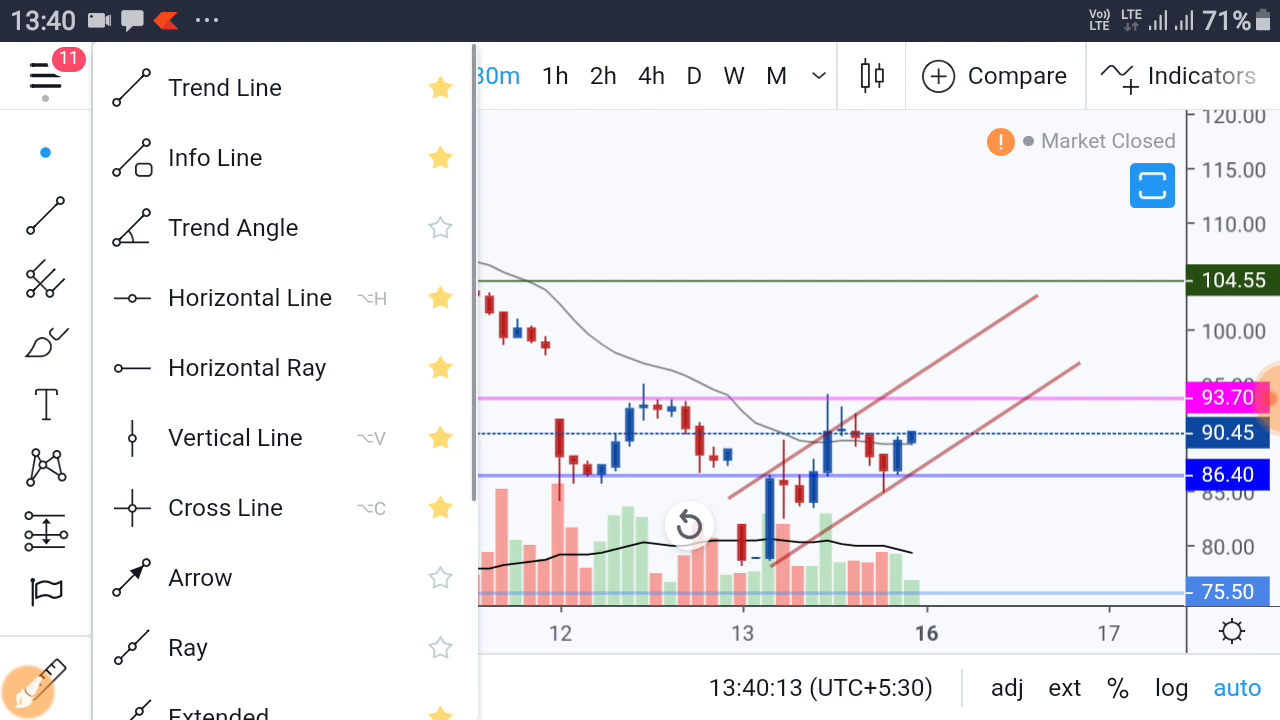 13:40 Vo)) LTE LTE 71%
11
30m 1h 2h 4h D W M Compare Indicators
Trend Line
Info Line
Trend Angle
Horizontal Line ⌥H
Horizontal Ray
Vertical Line ⌥V
Cross Line ⌥C
Arrow
Ray
Extended
T
! Market Closed
120.00
115.00
110.00
104.55
100.00
95.00
93.70
90.45
86.40
85.00
80.00
75.50
12 13 16 17
13:40:13 (UTC+5:30) adj ext % log auto